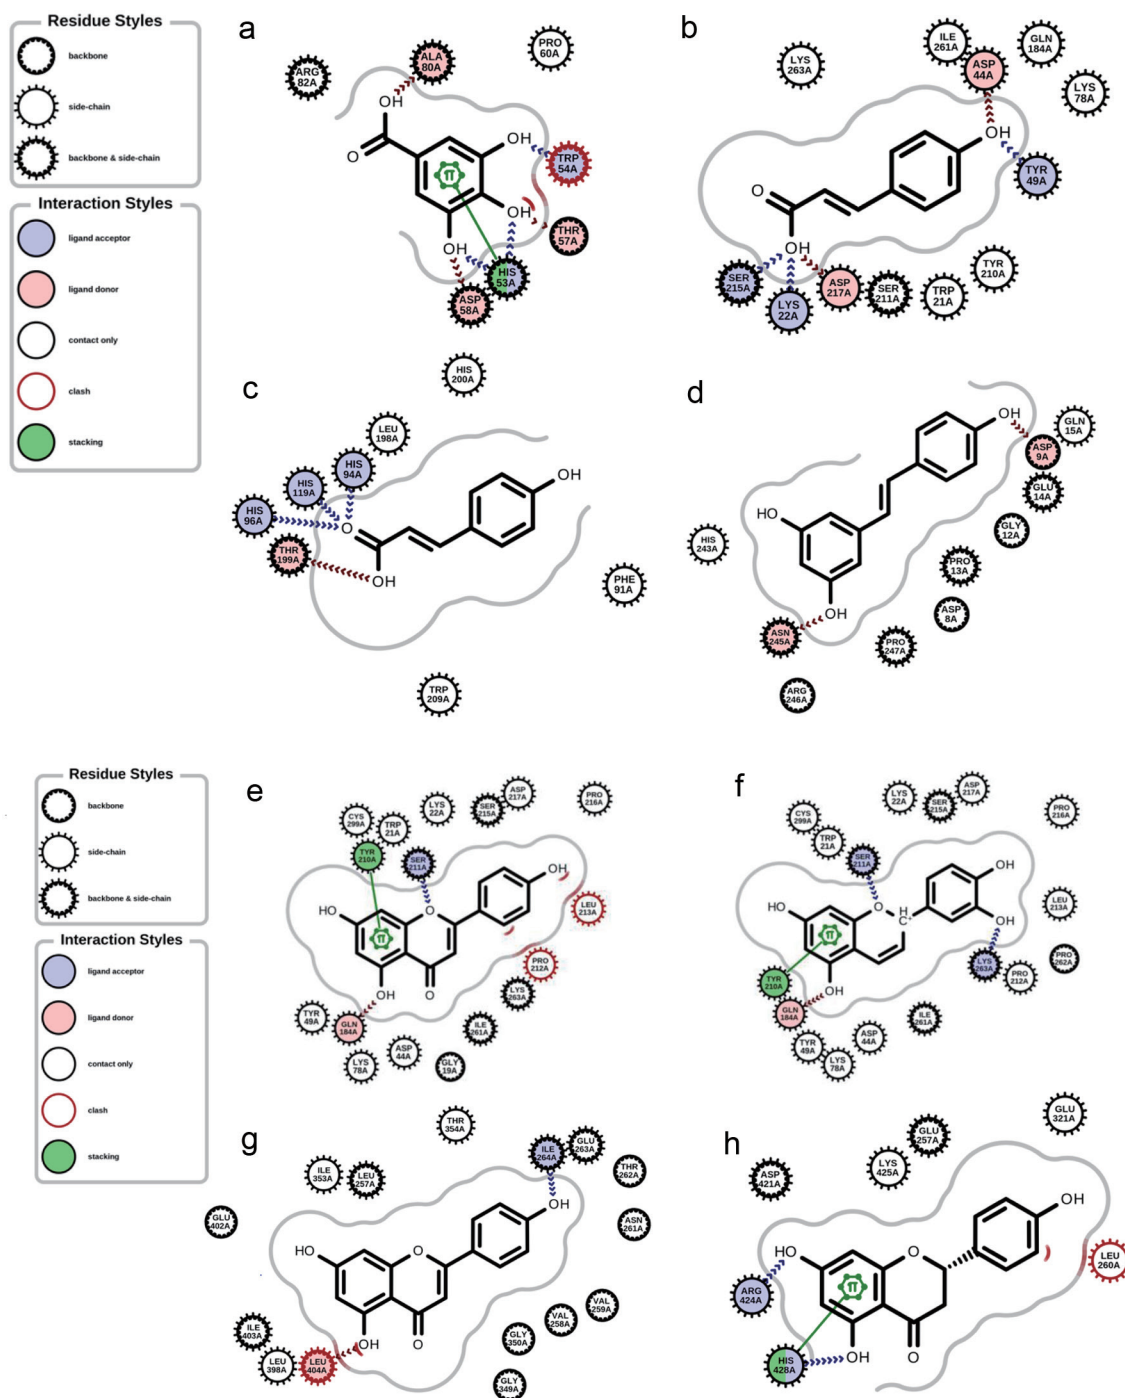 Residue Styles
backbone
side-chain
backbone & side-chain
Interaction Styles
ligand acceptor
ligand donor
contact only
clash
stacking
a
ARG
82A
ALA
80A
PRO
60A
OH
O
OH
TRP
54A
π
OH
THR
57A
OH
HIS
53A
ASP
58A
b
LYS
263A
ILE
261A
GLN
184A
ASP
44A
LYS
78A
OH
TYR
49A
O
OH
SER
215A
LYS
22A
ASP
217A
SER
211A
TRP
21A
TYR
210A
c
HIS
200A
LEU
198A
HIS
94A
HIS
119A
HIS
96A
THR
199A
O
OH
OH
PHE
91A
TRP
209A
d
OH
ASP
9A
GLN
15A
GLU
14A
GLY
12A
PRO
13A
ASP
8A
PRO
247A
HO
HIS
243A
OH
ASN
245A
ARG
246A
Residue Styles
backbone
side-chain
backbone & side-chain
Interaction Styles
ligand acceptor
ligand donor
contact only
clash
stacking
e
CYS
299A
TRP
21A
LYS
22A
SER
215A
ASP
217A
PRO
216A
TYR
210A
SER
211A
OH
LEU
213A
HO
O
π
PRO
212A
OH
O
LYS
263A
TYR
49A
GLN
184A
ILE
261A
LYS
78A
ASP
44A
GLY
19A
f
CYS
299A
TRP
21A
LYS
22A
SER
215A
ASP
217A
PRO
216A
SER
211A
OH
LEU
213A
HO
O
H
C
OH
π
LYS
263A
PRO
212A
PRO
262A
TYR
210A
OH
GLN
184A
ILE
261A
TYR
49A
LYS
78A
ASP
44A
g
THR
354A
ILE
353A
LEU
257A
ILE
264A
GLU
263A
THR
262A
GLU
402A
OH
ASN
261A
HO
O
OH
O
VAL
259A
VAL
258A
GLY
350A
GLY
349A
ILE
403A
LEU
398A
LEU
404A
h
GLU
321A
GLU
257A
LYS
425A
ASP
421A
OH
LEU
260A
HO
O
ARG
424A
π
HIS
428A
OH
O